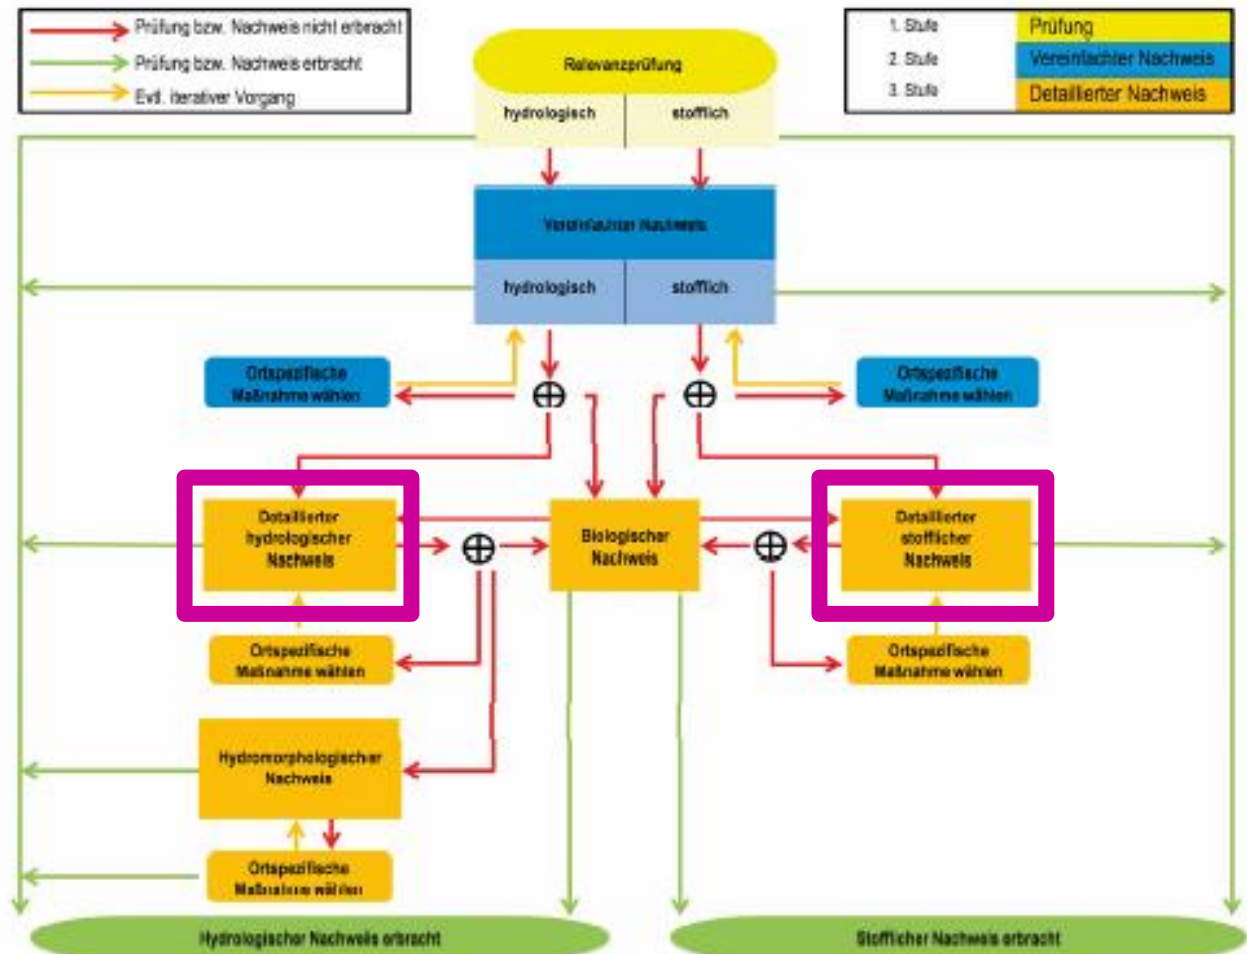 Prüfung bzw. Nachweis nicht erbracht
Prüfung bzw. Nachweis erbracht
Evtl. iterativer Vorgang
1. Stufe Prüfung
2. Stufe Vereinfachter Nachweis
3. Stufe Detaillierter Nachweis
Relevanzprüfung
hydrologisch stofflich
Vereinfachter Nachweis
hydrologisch stofflich
Ortspezifische
Maßnahme wählen
Ortspezifische
Maßnahme wählen
Detaillierter
hydrologischer
Nachweis
Biologischer
Nachweis
Detaillierter
stofflicher
Nachweis
Ortspezifische
Maßnahme wählen
Ortspezifische
Maßnahme wählen
Hydromorphologischer
Nachweis
Ortspezifische
Maßnahme wählen
Hydrologischer Nachweis erbracht
Stofflicher Nachweis erbracht